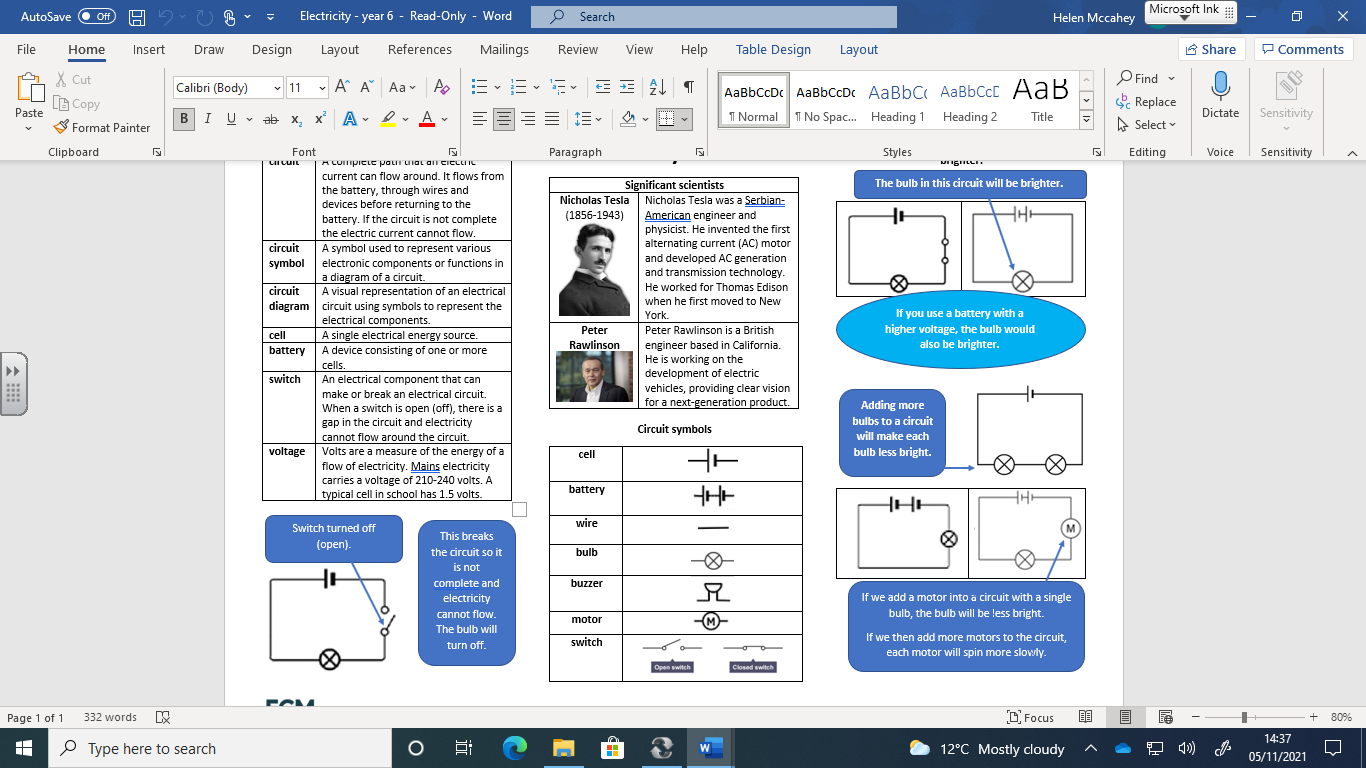 AutoSave Off
Electricity - year 6 - Read-Only - Word
Search
Helen Mccahey
Microsoft Ink
File Home Insert Draw Design Layout References Mailings Review View Help Table Design Layout
Share Comments
Paste
Cut
Copy
Format Painter
Clipboard
Calibri (Body) 11
Font
Paragraph
AaBbCcDc
¶ Normal
AaBbCcDc
¶ No Spac...
AaBbC
Heading 1
AaBbCcD
Heading 2
AaB
Title
Styles
Find
Replace
Select
Editing
Dictate
Voice
Sensitivity
Sensitivity
circuit
A complete path that an electric
current can flow around. It flows from
the battery, through wires and
devices before returning to the
battery. If the circuit is not complete
the electric current cannot flow.
circuit
symbol
A symbol used to represent various
electronic components or functions in
a diagram of a circuit.
circuit
diagram
A visual representation of an electrical
circuit using symbols to represent the
electrical components.
cell
A single electrical energy source.
battery
A device consisting of one or more
cells.
switch
An electrical component that can
make or break an electrical circuit.
When a switch is open (off), there is a
gap in the circuit and electricity
cannot flow around the circuit.
voltage
Volts are a measure of the energy of a
flow of electricity. Mains electricity
carries a voltage of 210-240 volts. A
typical cell in school has 1.5 volts.
Switch turned off
(open).
This breaks
the circuit so it
is not
complete and
electricity
cannot flow.
The bulb will
turn off.
Significant scientists
Nicholas Tesla
(1856-1943)
Nicholas Tesla was a Serbian-
American engineer and
physicist. He invented the first
alternating current (AC) motor
and developed AC generation
and transmission technology.
He worked for Thomas Edison
when he first moved to New
York.
Peter
Rawlinson
Peter Rawlinson is a British
engineer based in California.
He is working on the
development of electric
vehicles, providing clear vision
for a next-generation product.
Circuit symbols
cell
battery
wire
bulb
buzzer
motor
M
switch
Open switch
Closed switch
brighter.
The bulb in this circuit will be brighter.
If you use a battery with a
higher voltage, the bulb would
also be brighter.
Adding more
bulbs to a circuit
will make each
bulb less bright.
M
If we add a motor into a circuit with a single
bulb, the bulb will be less bright.
If we then add more motors to the circuit,
each motor will spin more slowly.
Page 1 of 1 332 words
Focus
80%
Type here to search
12°C Mostly cloudy
14:37
05/11/2021